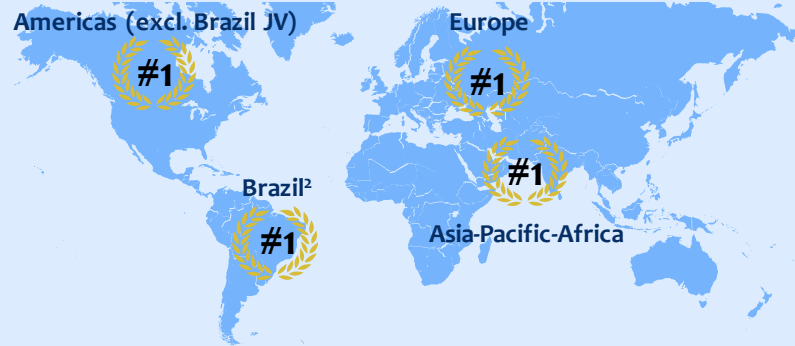 Americas (excl. Brazil JV)
#1
Europe
#1
#1
Asia-Pacific-Africa
Brazil²
#1